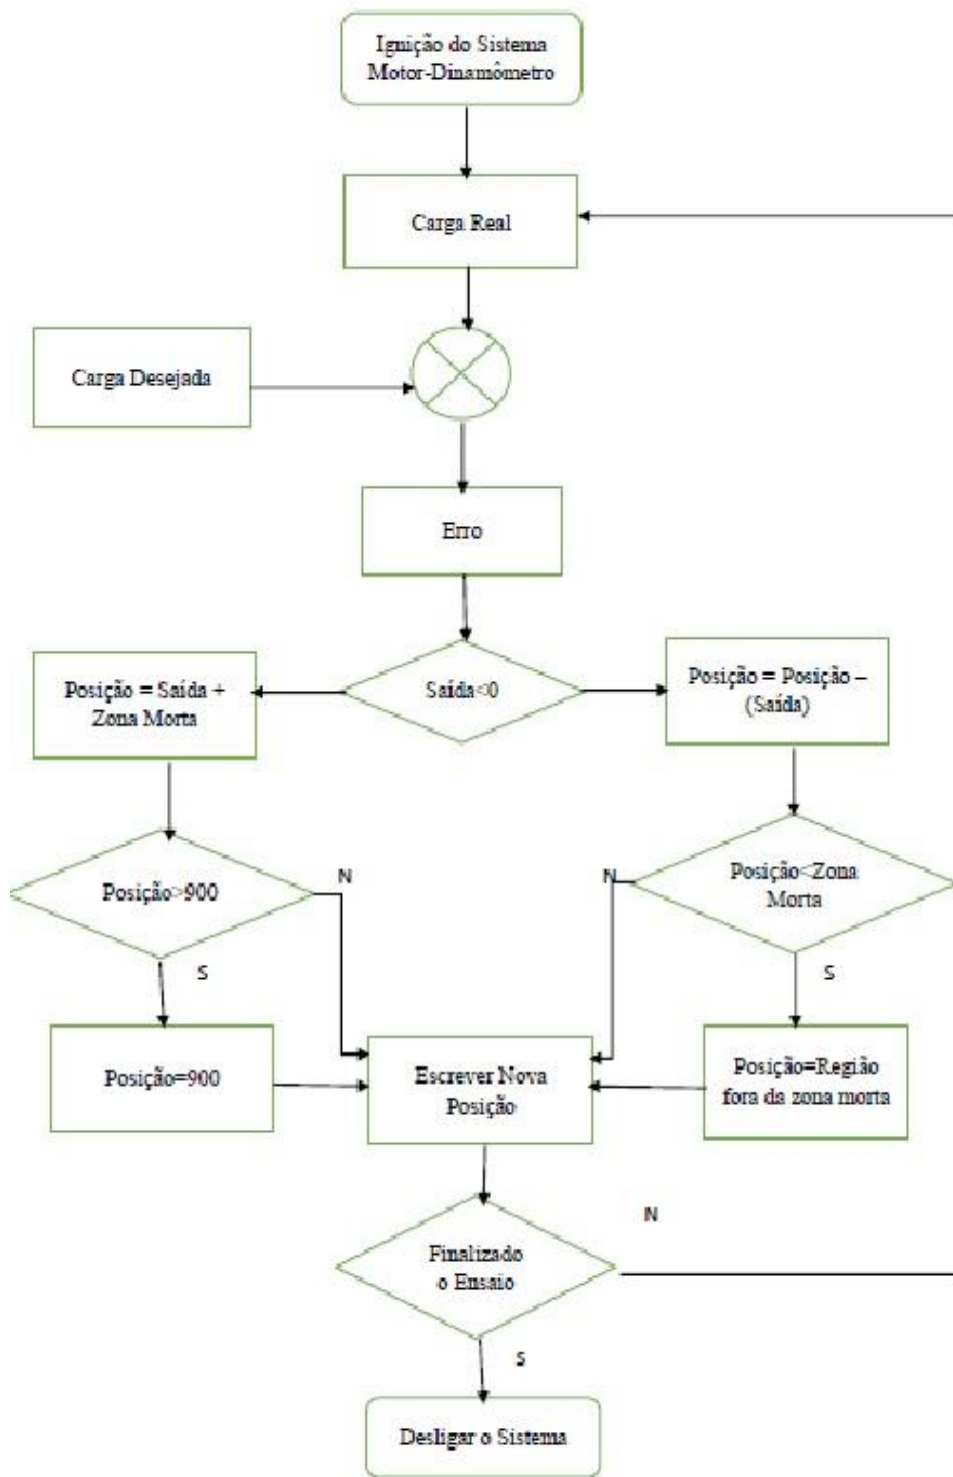 Ignição do Sistema
Motor-Dinamômetro
Carga Real
Carga Desejada
Erro
Saída<0
Posição = Saída +
Zona Morta
Posição = Posição –
(Saída)
Posição>900
N
S
Posição<Zona
Morta
N
S
Posição=900
Escrever Nova
Posição
Posição=Região
fora da zona morta
Finalizado
o Ensaio
N
S
Desligar o Sistema